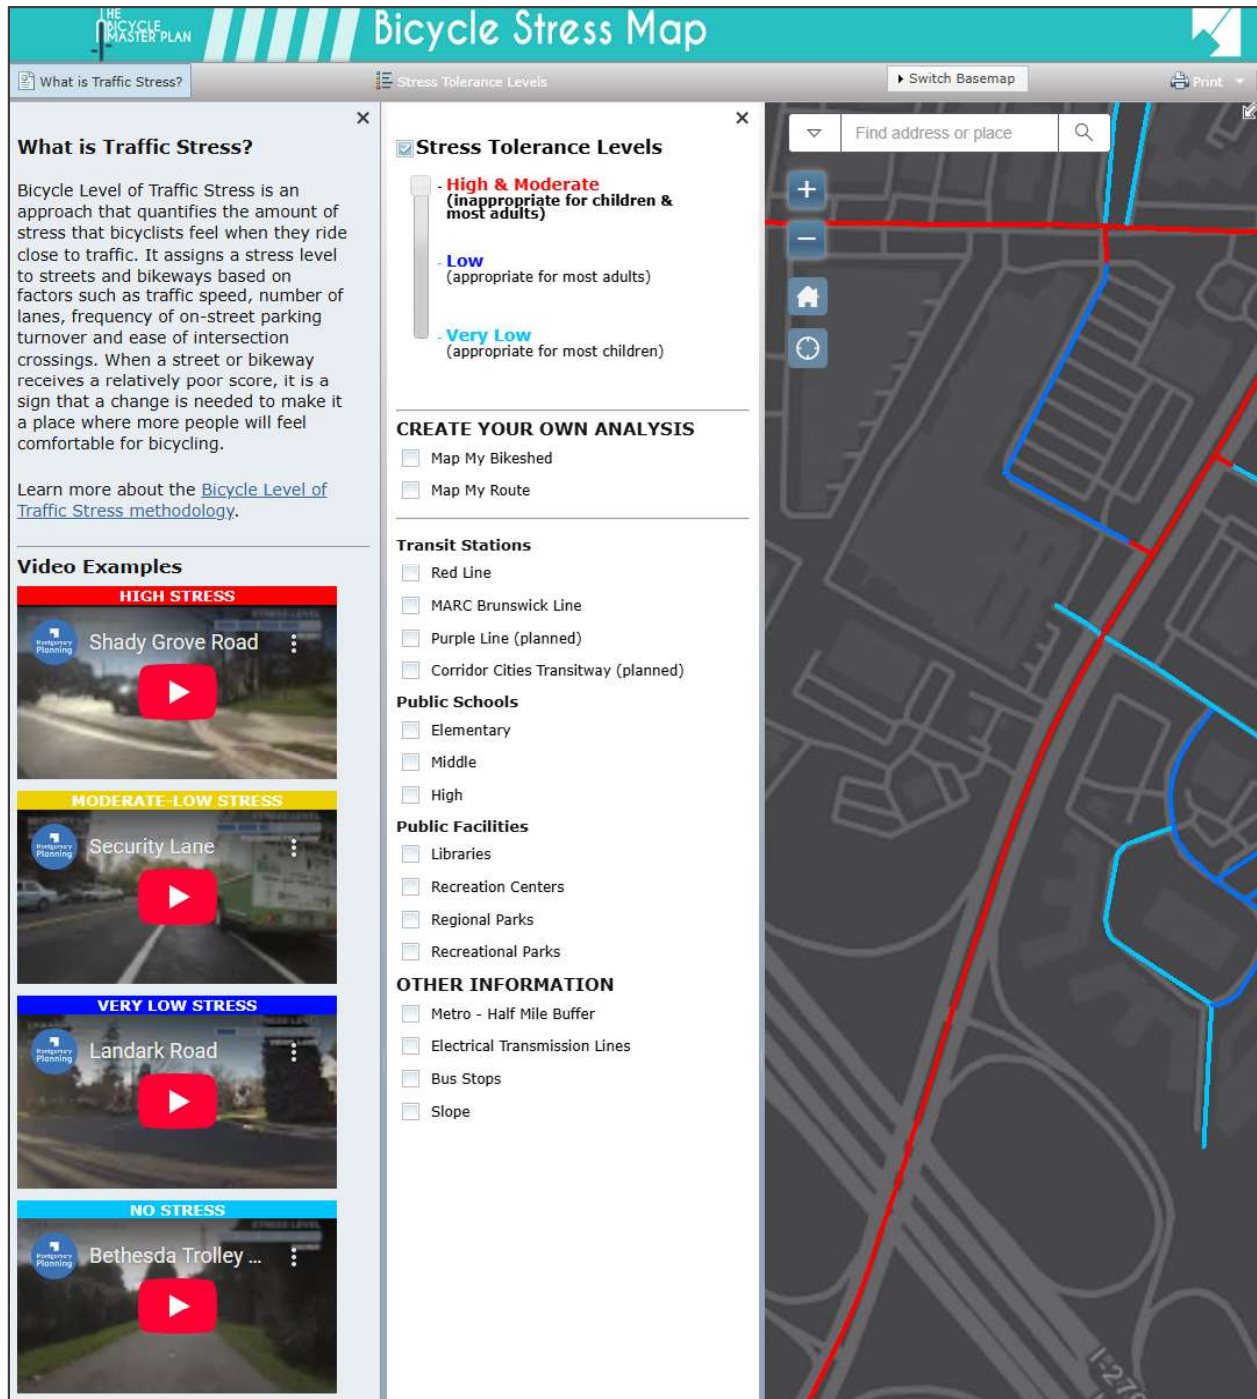 THE
BICYCLE
MASTER PLAN
Bicycle Stress Map
What is Traffic Stress?
Stress Tolerance Levels
Switch Basemap
Print
What is Traffic Stress?
Bicycle Level of Traffic Stress is an
approach that quantifies the amount of
stress that bicyclists feel when they ride
close to traffic. It assigns a stress level
to streets and bikeways based on
factors such as traffic speed, number of
lanes, frequency of on-street parking
turnover and ease of intersection
crossings. When a street or bikeway
receives a relatively poor score, it is a
sign that a change is needed to make it
a place where more people will feel
comfortable for bicycling.
Learn more about the Bicycle Level of
Traffic Stress methodology.
Video Examples
HIGH STRESS
Montgomery
Planning
Shady Grove Road
MODERATE-LOW STRESS
Montgomery
Planning
Security Lane
VERY LOW STRESS
Montgomery
Planning
Landark Road
NO STRESS
Montgomery
Planning
Bethesda Trolley ...
Stress Tolerance Levels
- High & Moderate
(inappropriate for children &
most adults)
- Low
(appropriate for most adults)
- Very Low
(appropriate for most children)
CREATE YOUR OWN ANALYSIS
Map My Bikeshed
Map My Route
Transit Stations
Red Line
MARC Brunswick Line
Purple Line (planned)
Corridor Cities Transitway (planned)
Public Schools
Elementary
Middle
High
Public Facilities
Libraries
Recreation Centers
Regional Parks
Recreational Parks
OTHER INFORMATION
Metro - Half Mile Buffer
Electrical Transmission Lines
Bus Stops
Slope
Find address or place